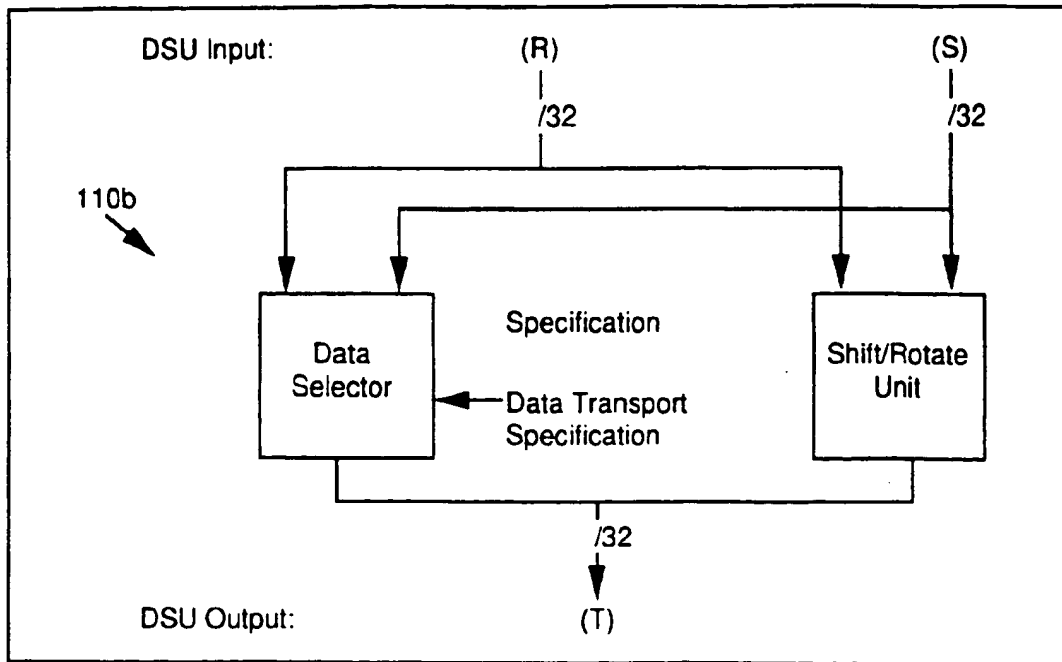 DSU Input: (R) (S)
/32 /32
110b
Specification
Data Selector
Shift/Rotate Unit
Data Transport Specification
/32
DSU Output: (T)